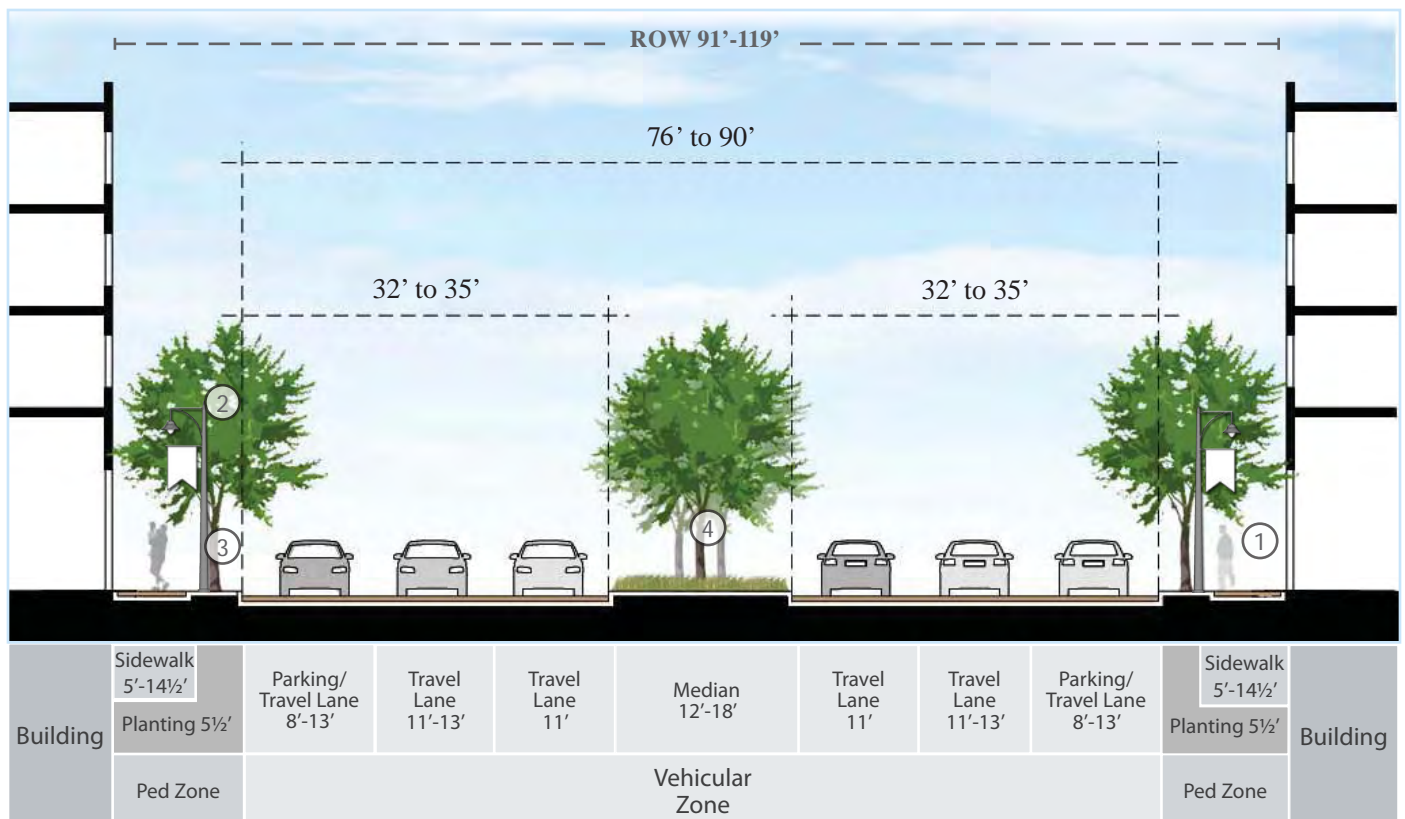 ROW 91’-119’
76’ to 90’
32’ to 35’
32’ to 35’
2
3
4
1
Building
Sidewalk
5’-14½’
Planting 5½’
Ped Zone
Parking/
Travel Lane
8’-13’
Travel
Lane
11’-13’
Travel
Lane
11’
Median
12’-18’
Travel
Lane
11’
Travel
Lane
11’-13’
Parking/
Travel Lane
8’-13’
Vehicular
Zone
Sidewalk
5’-14½’
Planting 5½’
Ped Zone
Building